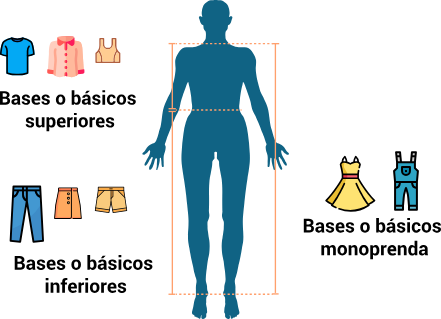 Bases o básicos
superiores
Bases o básicos
inferiores
Bases o básicos
monoprenda